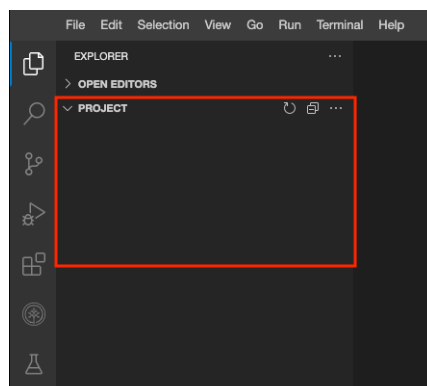 File Edit Selection View Go Run Terminal Help
EXPLORER
OPEN EDITORS
PROJECT